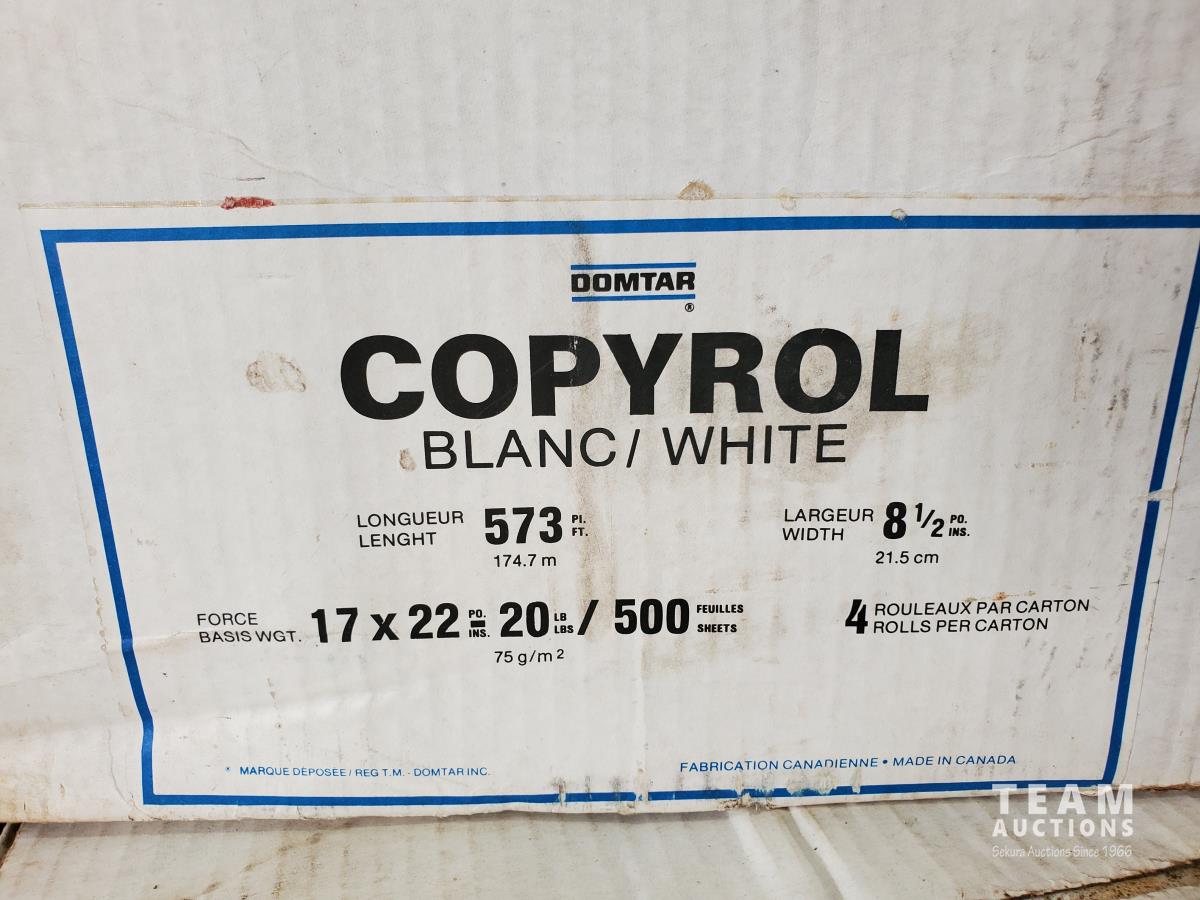 DOMTAR
®
COPYROL
BLANC/ WHITE
LONGUEUR 573 PI.
LENGHT FT.
174.7 m
LARGEUR 8 1/2 PO.
WIDTH INS.
21.5 cm
FORCE 17 x 22 PO. 20 LB / 500 FEUILLES
BASIS WGT. INS. LBS SHEETS
75 g/m 2
4 ROULEAUX PAR CARTON
ROLLS PER CARTON
* MARQUE DÉPOSÉE / REG T.M. - DOMTAR INC.
FABRICATION CANADIENNE • MADE IN CANADA
TEAM
AUCTIONS
Sekura Auctions Since 1966